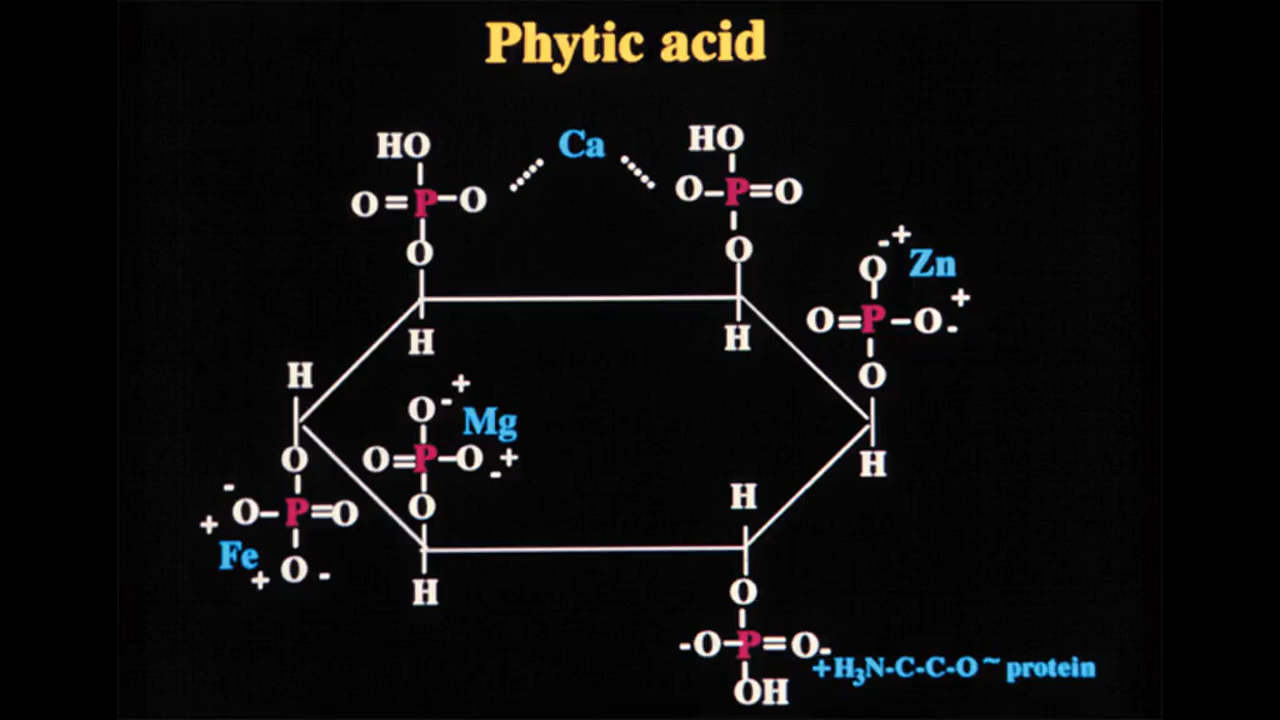 Phytic acid
HO Ca HO
O=P-O O-P=O
O O
H H
- +
O Zn
+
O=P-O-
O
H
H
+
O - Mg
O=P-O - +
O
H
O
-
O-P=O
+
Fe
+ O -
H
O
-O-P=O-
+H₃N-C-C-O~protein
OH